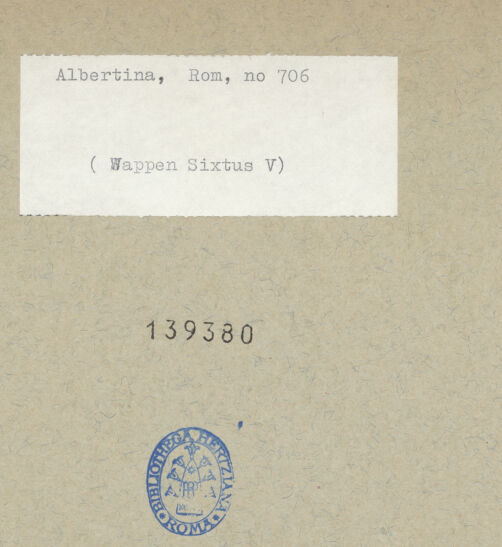 Albertina, Rom, no 706
( Wappen Sixtus V)
139380
BIBLIOTHECA HERTZIANA
ROMA